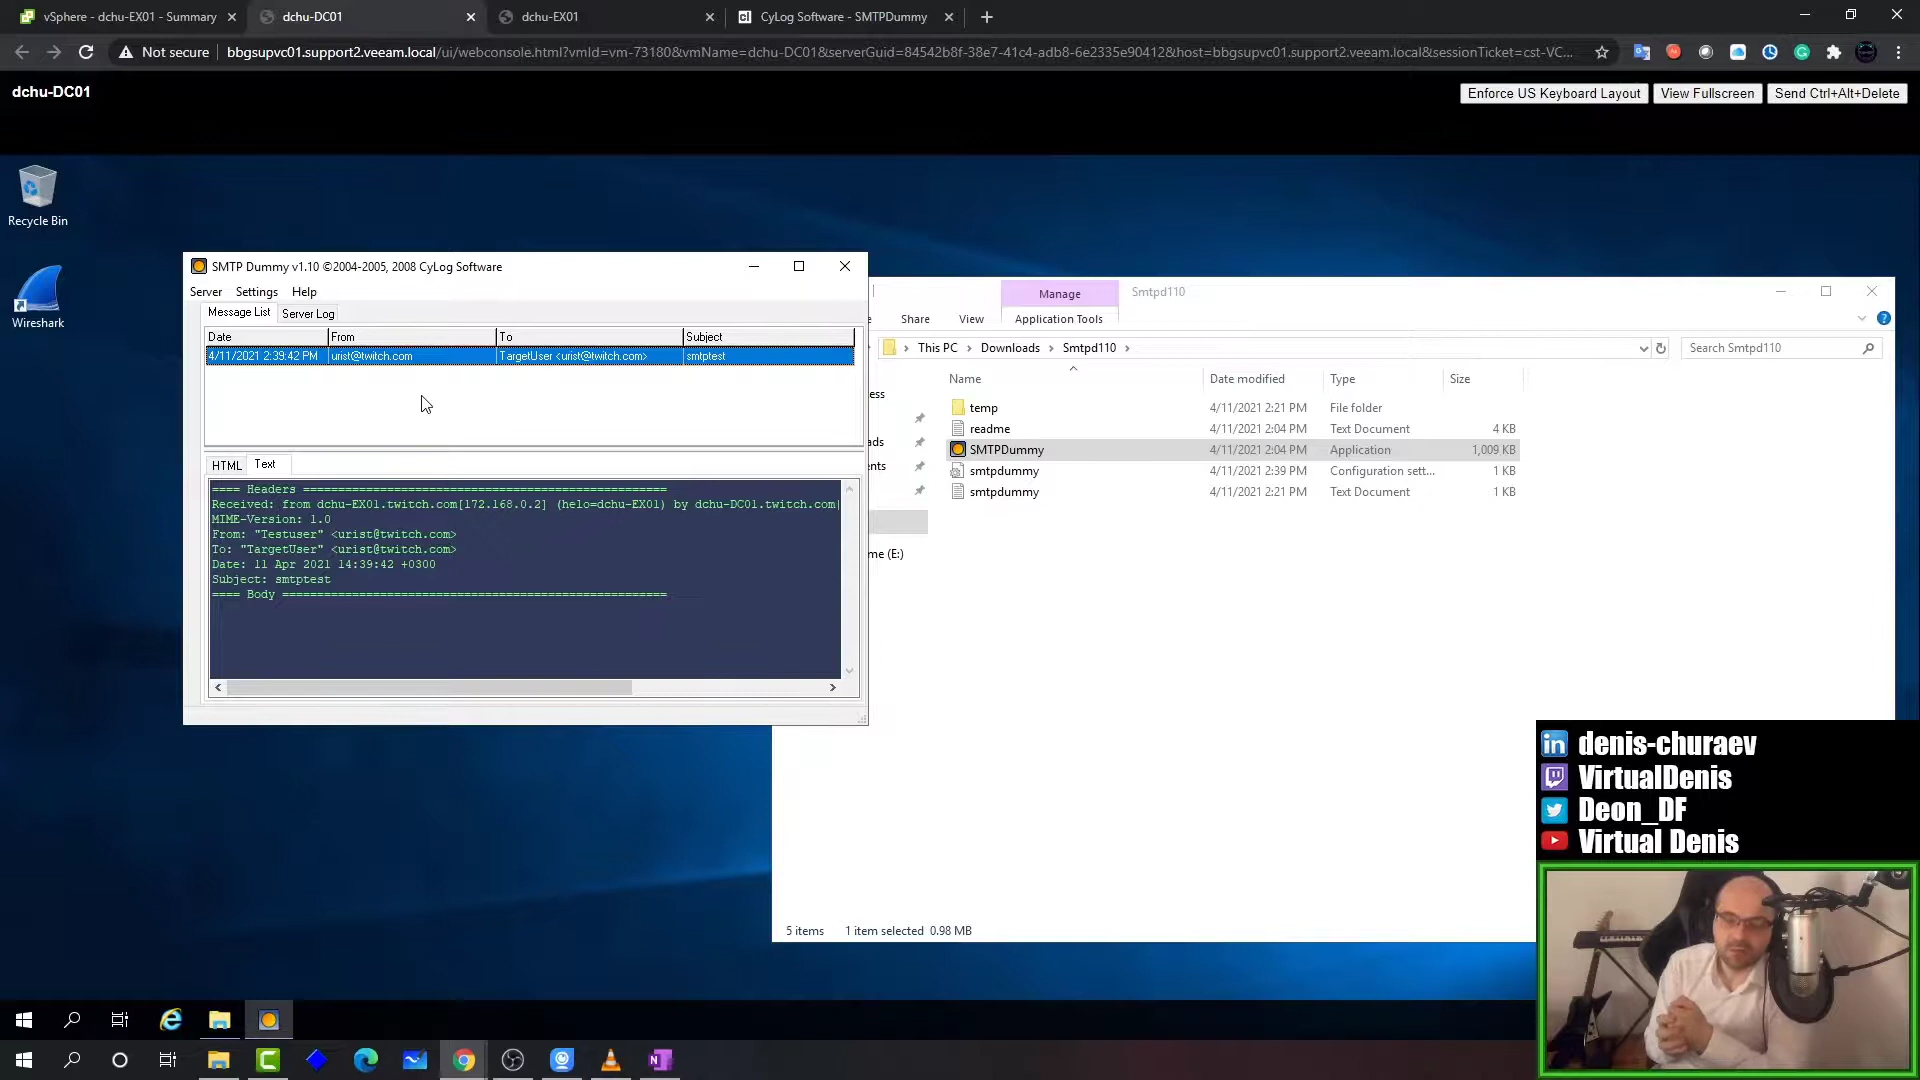 vSphere - dchu-EX01 - Summary
dchu-DC01
dchu-EX01
CyLog Software - SMTPDummy
Not secure
bbgsupvc01.support2.veeam.local/ui/webconsole.html?vmId=vm-73180&vmName=dchu-DC01&serverGuid=84542b8f-38e7-41c4-adb8-6e2335e90412&host=bbgsupvc01.support2.veeam.local&sessionTicket=cst-VC...
dchu-DC01
Enforce US Keyboard Layout
View Fullscreen
Send Ctrl+Alt+Delete
Recycle Bin
Wireshark
SMTP Dummy v1.10 ©2004-2005, 2008 CyLog Software
Server Settings Help
Message List Server Log
Date From To Subject
4/11/2021 2:39:42 PM urist@twitch.com TargetUser <urist@twitch.com> smtptest
HTML Text
==== Headers ====================================================
Received: from dchu-EX01.twitch.com[172.168.0.2] (helo=dchu-EX01) by dchu-DC01.twitch.com
MIME-Version: 1.0
From: "Testuser" <urist@twitch.com>
To: "TargetUser" <urist@twitch.com>
Date: 11 Apr 2021 14:39:42 +0300
Subject: smtptest
==== Body =======================================================
Manage Smtpd110
Share View Application Tools
This PC Downloads Smtpd110
Search Smtpd110
Name Date modified Type Size
temp 4/11/2021 2:21 PM File folder
readme 4/11/2021 2:04 PM Text Document 4 KB
SMTPDummy 4/11/2021 2:04 PM Application 1,009 KB
smtpdummy 4/11/2021 2:39 PM Configuration sett... 1 KB
smtpdummy 4/11/2021 2:21 PM Text Document 1 KB
ess
ads
ents
me (E:)
5 items 1 item selected 0.98 MB
in denis-churaev
VirtualDenis
Deon_DF
Virtual Denis